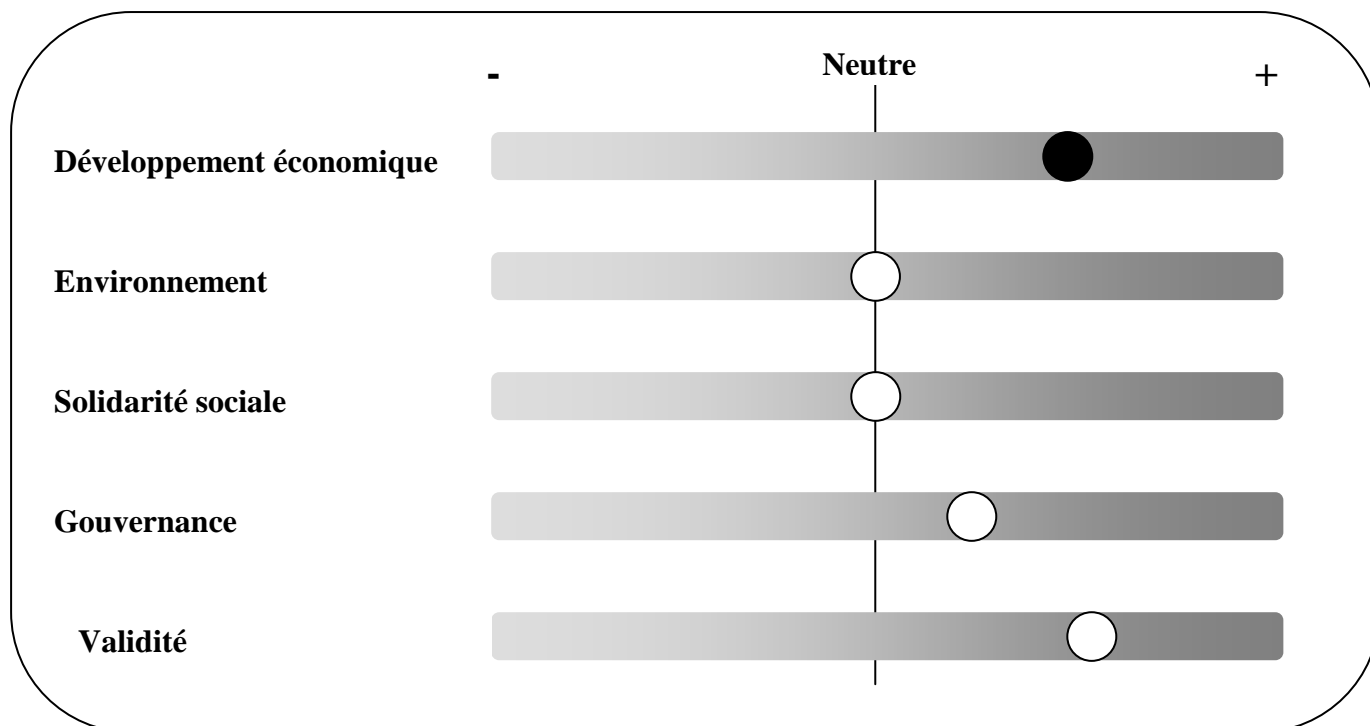 - Neutre +
Développement économique
Environnement
Solidarité sociale
Gouvernance
Validité